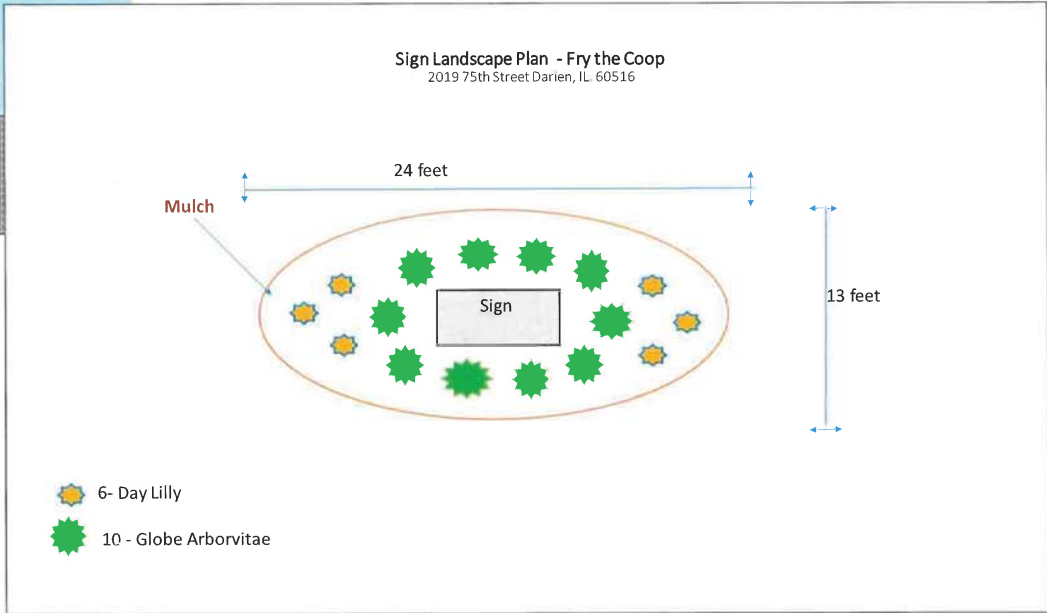 Sign Landscape Plan - Fry the Coop
2019 75th Street Darien, IL. 60516
24 feet
Mulch
Sign
13 feet
6- Day Lilly
10 - Globe Arborvitae